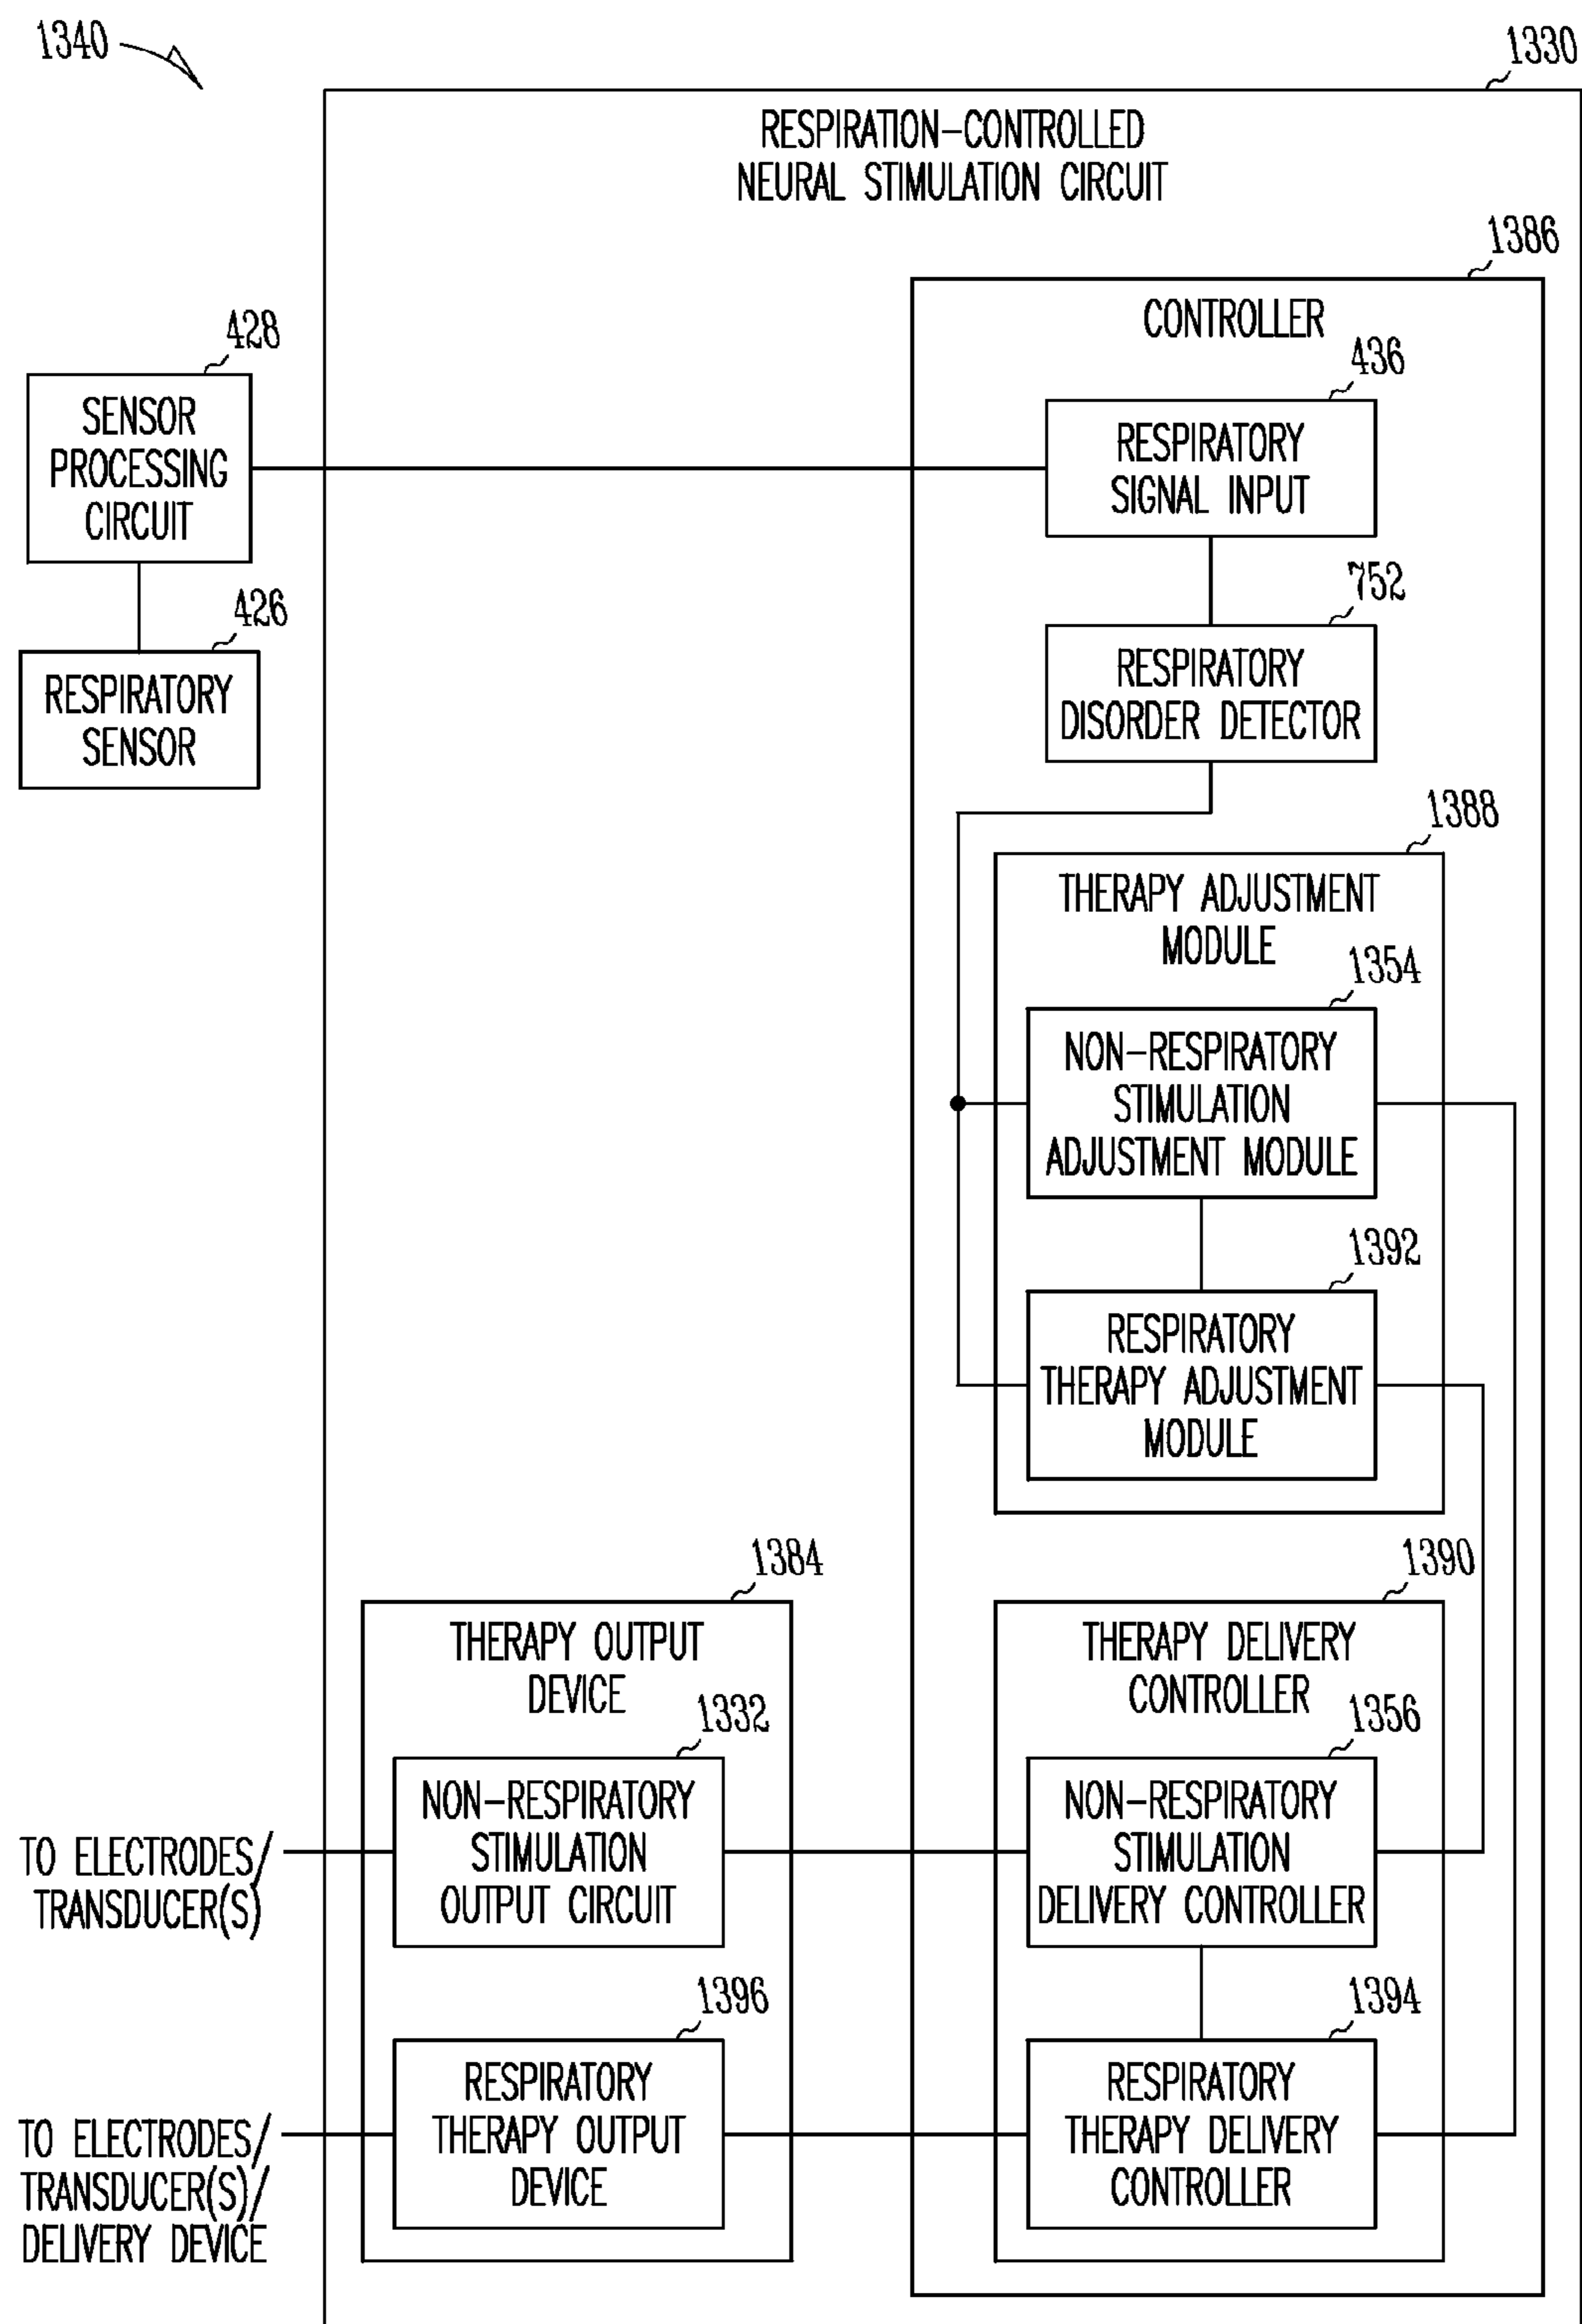 1340
1330
RESPIRATION-CONTROLLED
NEURAL STIMULATION CIRCUIT
1386
CONTROLLER
428
SENSOR
PROCESSING
CIRCUIT
436
RESPIRATORY
SIGNAL INPUT
426
RESPIRATORY
SENSOR
752
RESPIRATORY
DISORDER DETECTOR
1388
THERAPY ADJUSTMENT
MODULE
1354
NON-RESPIRATORY
STIMULATION
ADJUSTMENT MODULE
1392
RESPIRATORY
THERAPY ADJUSTMENT
MODULE
1384
THERAPY OUTPUT
DEVICE
1332
NON-RESPIRATORY
STIMULATION
OUTPUT CIRCUIT
1390
THERAPY DELIVERY
CONTROLLER
1356
NON-RESPIRATORY
STIMULATION
DELIVERY CONTROLLER
TO ELECTRODES/
TRANSDUCER(S)
1396
RESPIRATORY
THERAPY OUTPUT
DEVICE
1394
RESPIRATORY
THERAPY DELIVERY
CONTROLLER
TO ELECTRODES/
TRANSDUCER(S)/
DELIVERY DEVICE